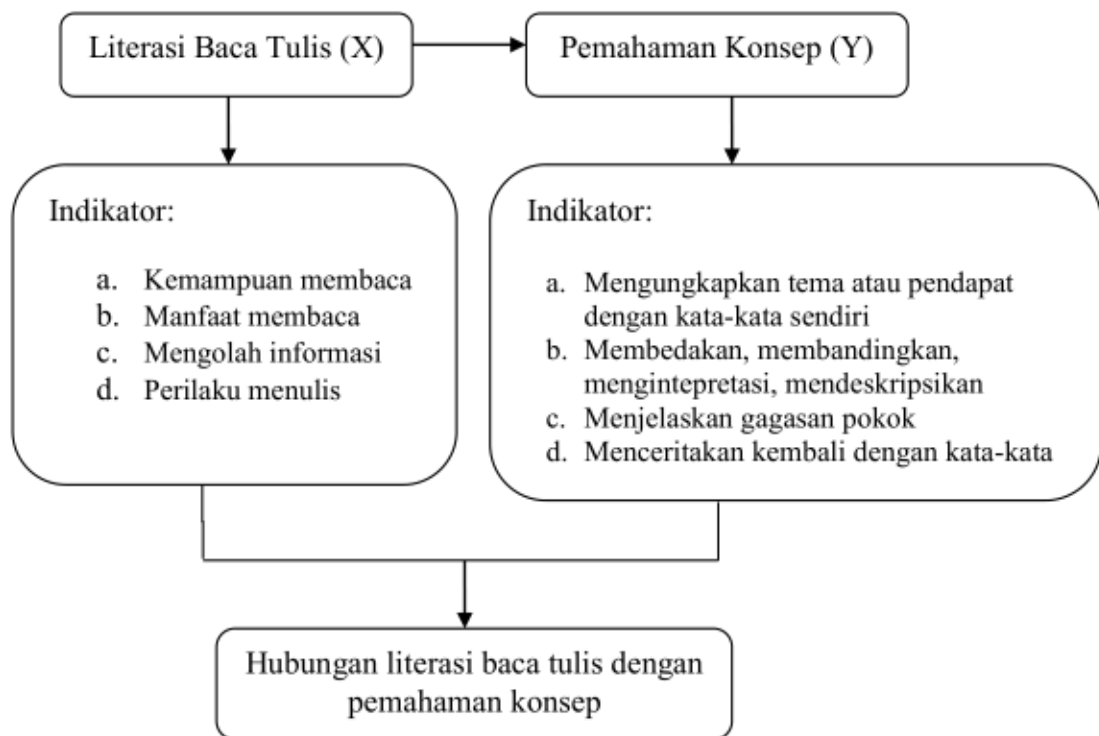 Literasi Baca Tulis (X)
Pemahaman Konsep (Y)
Indikator:
a. Kemampuan membaca
b. Manfaat membaca
c. Mengolah informasi
d. Perilaku menulis
Indikator:
a. Mengungkapkan tema atau pendapat
dengan kata-kata sendiri
b. Membedakan, membandingkan,
mengintepretasi, mendeskripsikan
c. Menjelaskan gagasan pokok
d. Menceritakan kembali dengan kata-kata
Hubungan literasi baca tulis dengan
pemahaman konsep